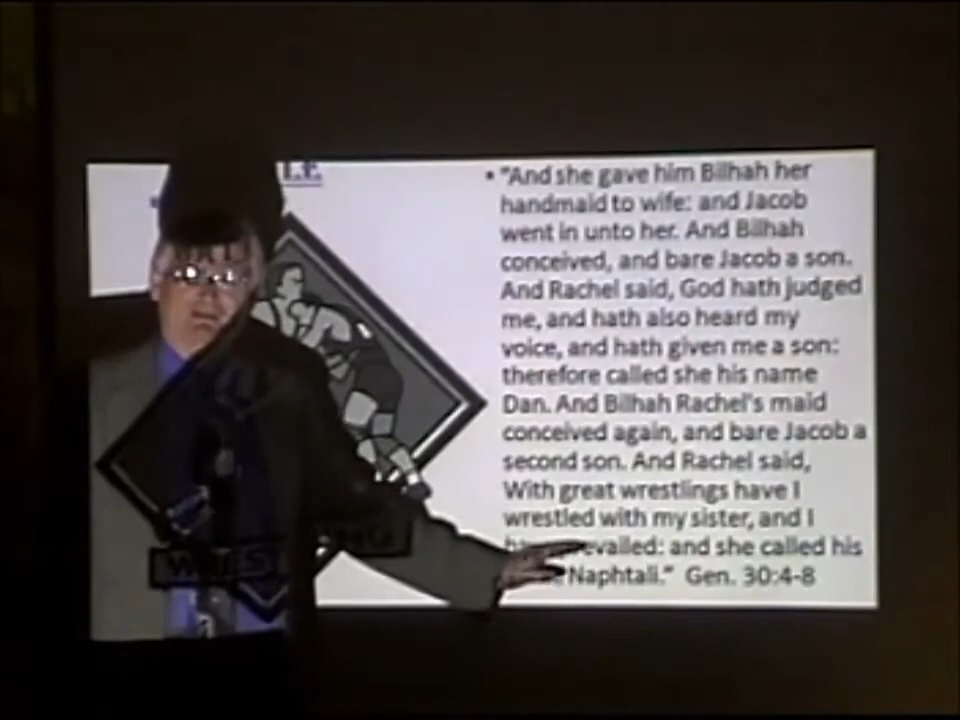 LE
• "And she gave him Bilhah her
handmaid to wife: and Jacob
went in unto her. And Bilhah
conceived, and bare Jacob a son.
And Rachel said, God hath judged
me, and hath also heard my
voice, and hath given me a son:
therefore called she his name
Dan. And Bilhah Rachel's maid
conceived again, and bare Jacob a
second son. And Rachel said,
With great wrestlings have I
wrestled with my sister, and I
evailed: and she called his
Naphtali." Gen. 30:4-8